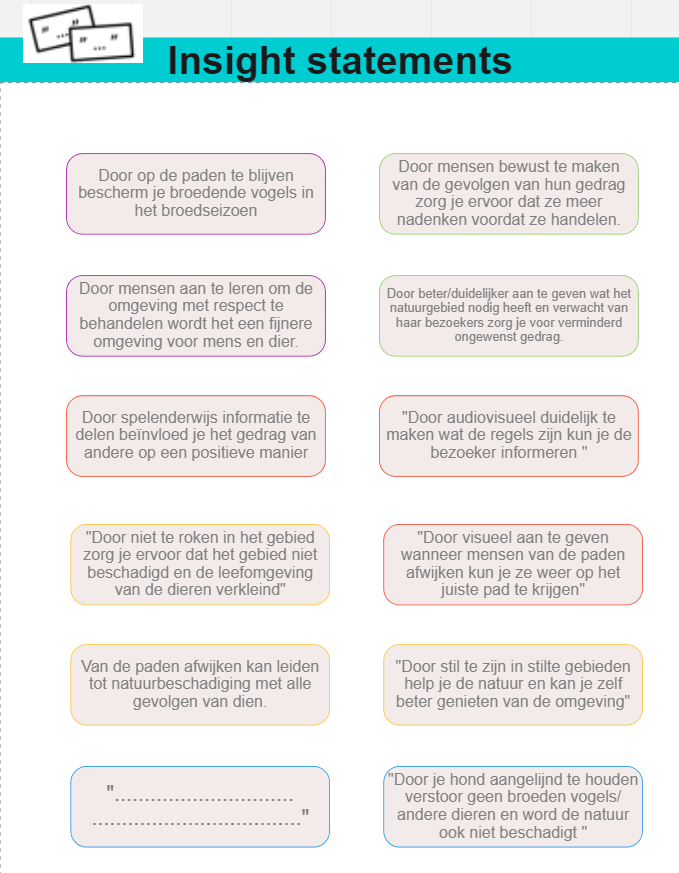 " ... "
" ... "
Insight statements
Door op de paden te blijven
bescherm je broedende vogels in
het broedseizoen
Door mensen bewust te maken
van de gevolgen van hun gedrag
zorg je ervoor dat ze meer
nadenken voordat ze handelen.
Door mensen aan te leren om de
omgeving met respect te
behandelen wordt het een fijnere
omgeving voor mens en dier.
Door beter/duidelijker aan te geven wat het
natuurgebied nodig heeft en verwacht van
haar bezoekers zorg je voor verminderd
ongewenst gedrag.
Door spelenderwijs informatie te
delen beïnvloed je het gedrag van
andere op een positieve manier
"Door audiovisueel duidelijk te
maken wat de regels zijn kun je de
bezoeker informeren "
"Door niet te roken in het gebied
zorg je ervoor dat het gebied niet
beschadigd en de leefomgeving
van de dieren verkleind"
"Door visueel aan te geven
wanneer mensen van de paden
afwijken kun je ze weer op het
juiste pad te krijgen"
Van de paden afwijken kan leiden
tot natuurbeschadiging met alle
gevolgen van dien.
"Door stil te zijn in stilte gebieden
help je de natuur en kan je zelf
beter genieten van de omgeving"
"..............................
..................................."
"Door je hond aangelijnd te houden
verstoor geen broeden vogels/
andere dieren en word de natuur
ook niet beschadigt "